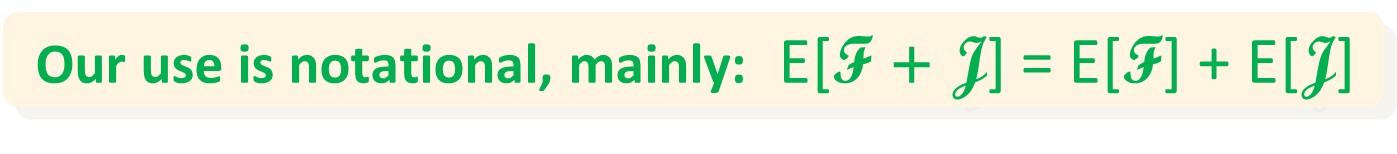 Our use is notational, mainly: E[𝓕 + 𝓙] = E[𝓕] + E[𝓙]